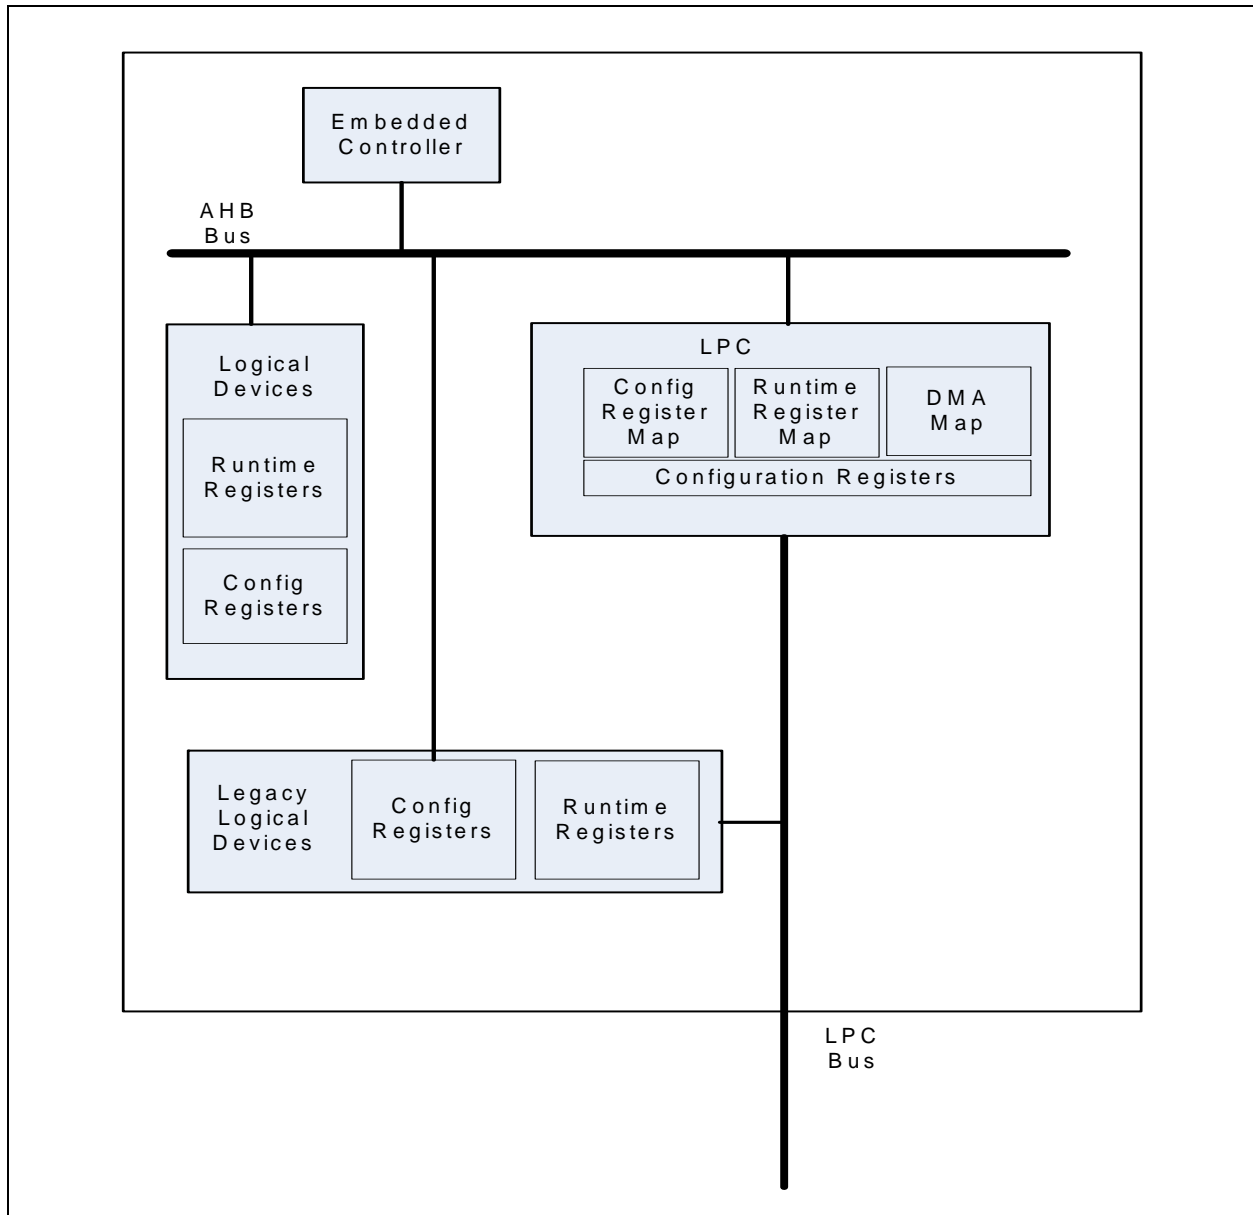 Embedded
Controller
AHB
Bus
Logical
Devices
Runtime
Registers
Config
Registers
LPC
Config
Register
Map
Runtime
Register
Map
DMA
Map
Configuration Registers
Legacy
Logical
Devices
Config
Registers
Runtime
Registers
LPC
Bus